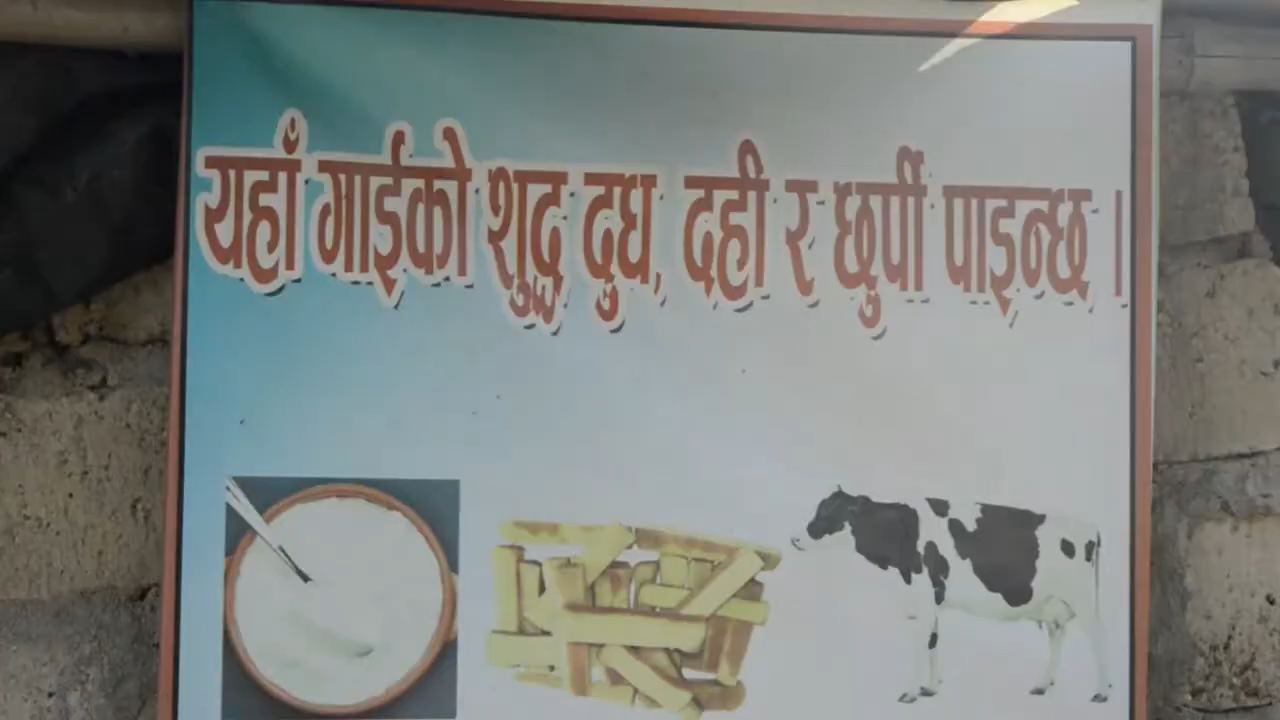 यहाँ गाईको शुद्ध दुध, दही र छुर्पी पाइन्छ ।